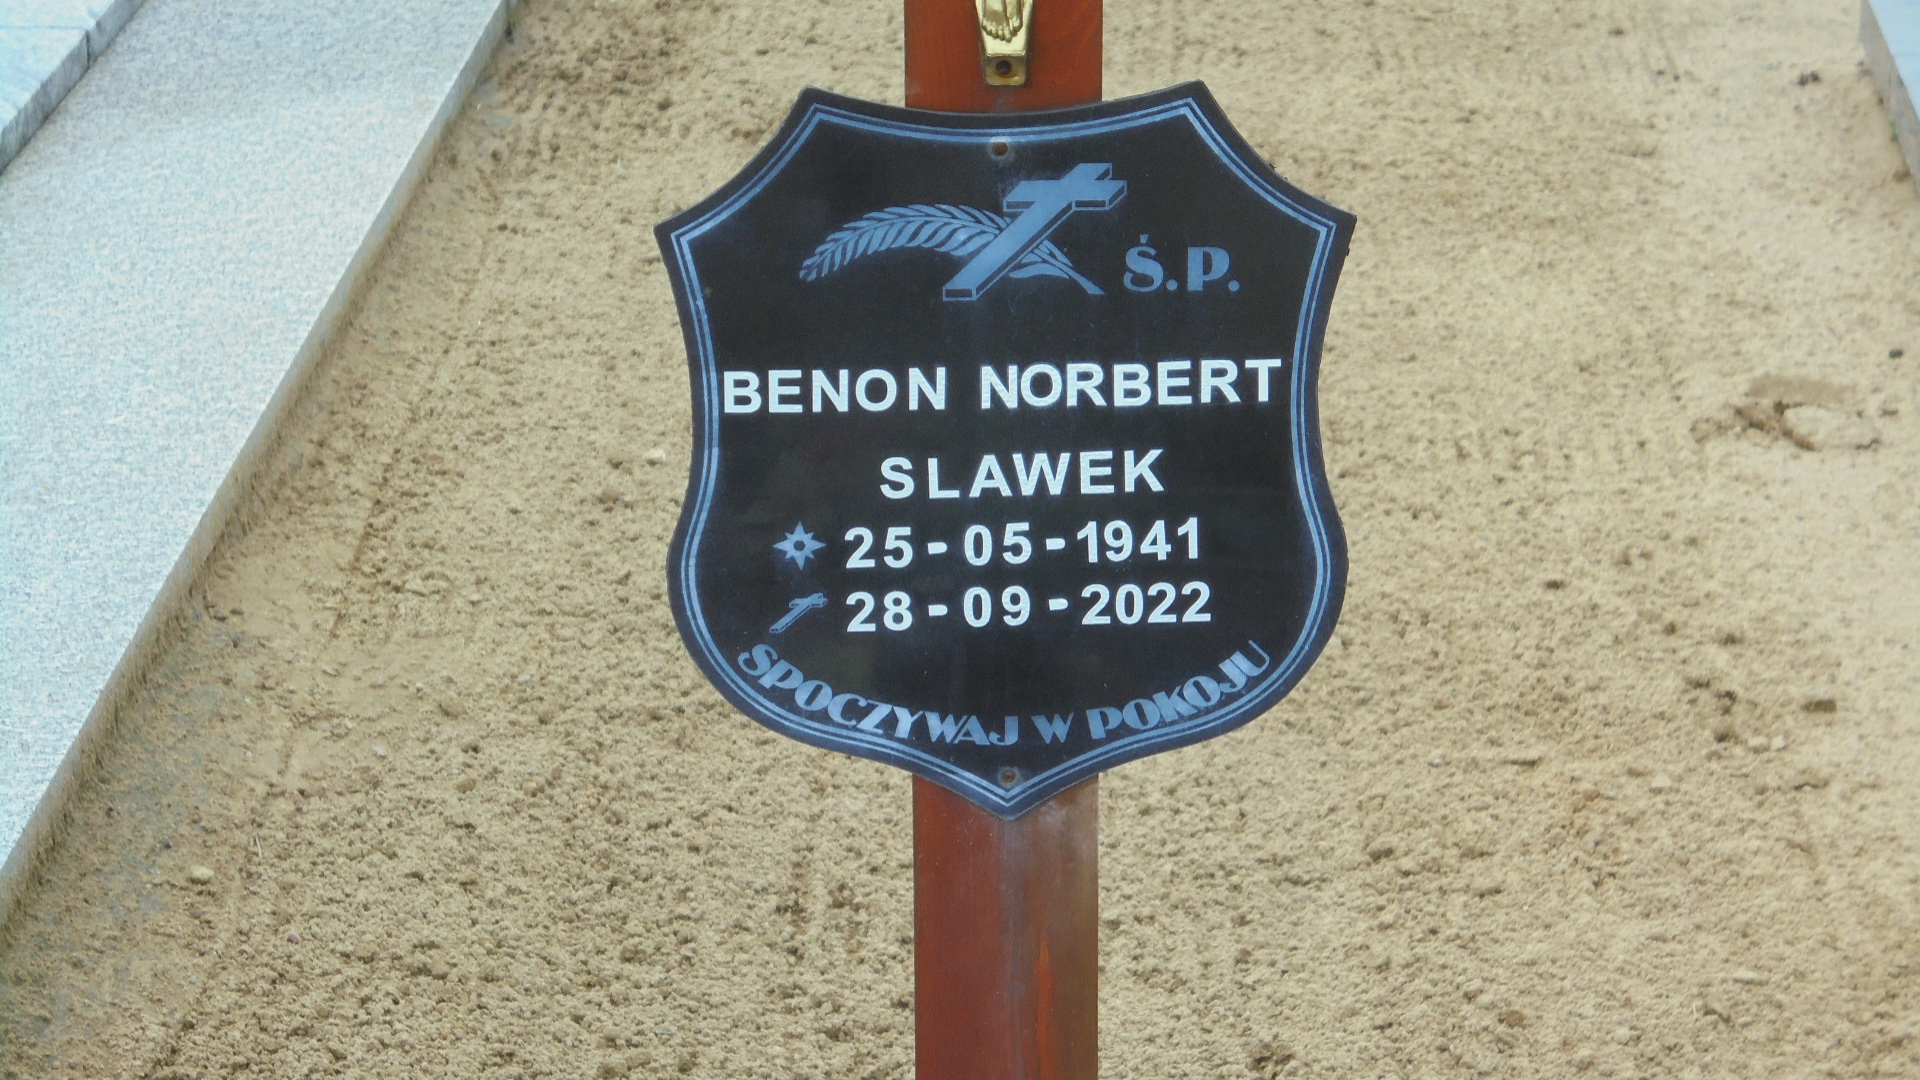 Ś.P.
BENON NORBERT
SLAWEK
25-05-1941
28-09-2022
SPOCZYWAJ W POKOJU